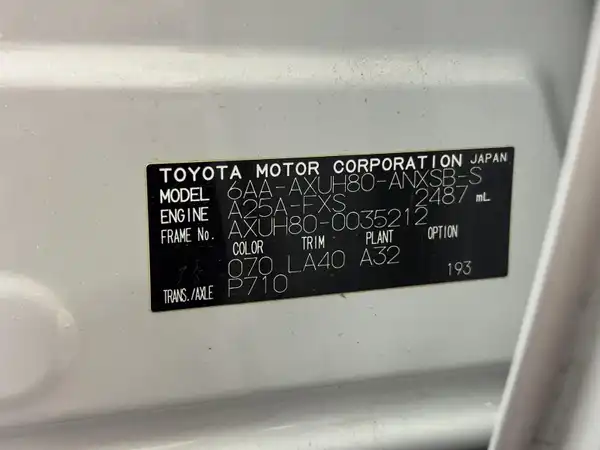 TOYOTA MOTOR CORPORATION JAPAN
MODEL 6AA-AXUH80-ANXSB-S
ENGINE A25A-FXS 2487 mL
FRAME No. AXUH80-0035212
COLOR TRIM PLANT OPTION
070 LA40 A32
TRANS./AXLE P710 193